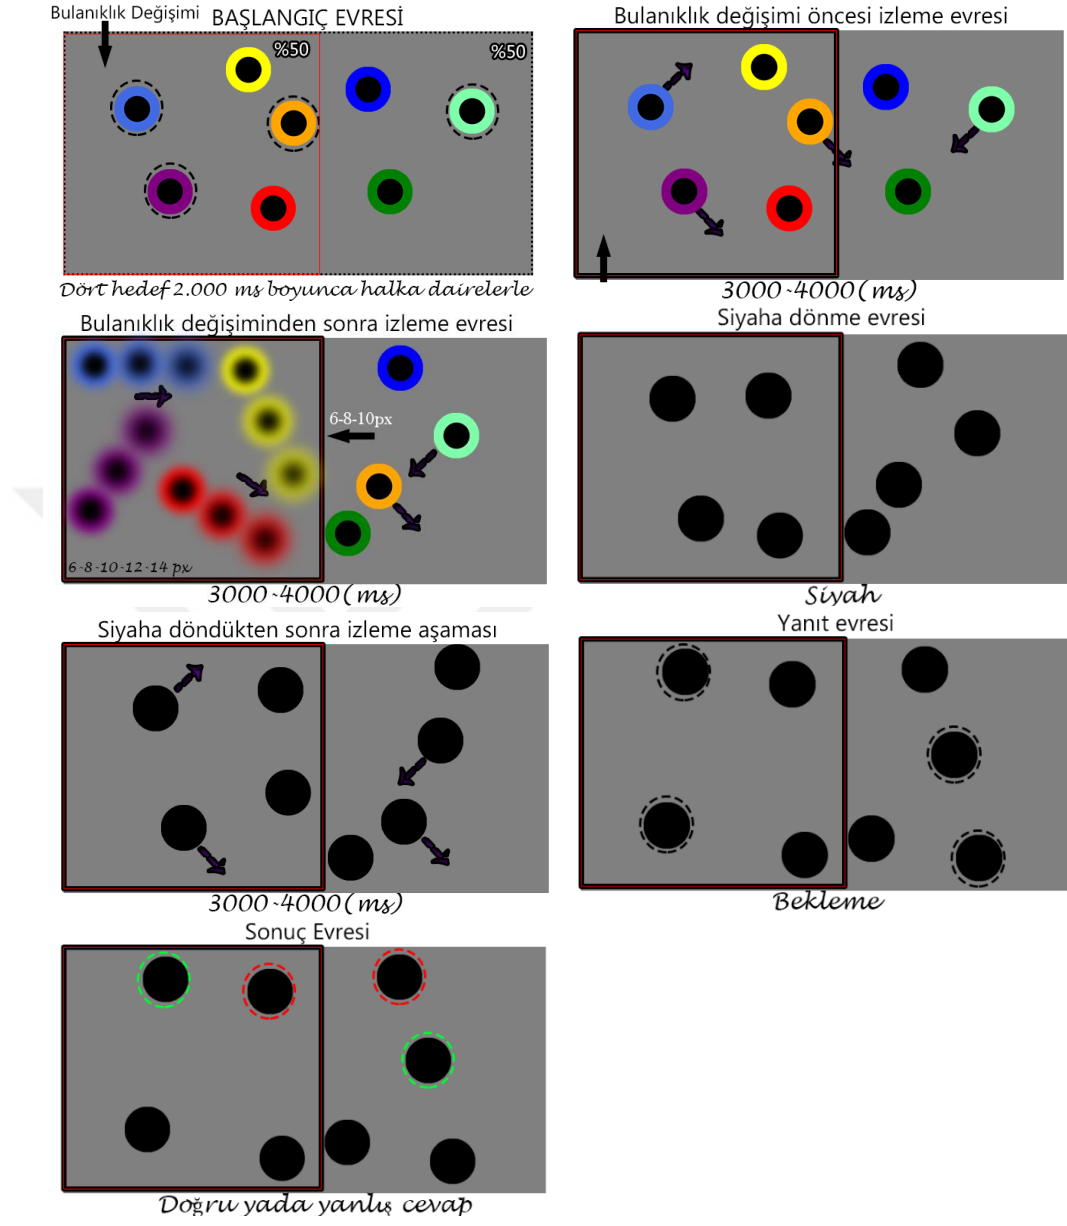 Bulanıklık Değişimi
BAŞLANGIÇ EVRESİ
%50
%50
Dört hedef 2.000 ms boyunca halka dairelerle
Bulanıklık değişimi öncesi izleme evresi
3000-4000(ms)
Bulanıklık değişiminden sonra izleme evresi
6-8-10px
6-8-10-12-14 px
3000-4000(ms)
Siyaha dönme evresi
Siyah
Siyaha döndükten sonra izleme aşaması
3000-4000(ms)
Yanıt evresi
Bekleme
Sonuç Evresi
Doğru yada yanlış cevap